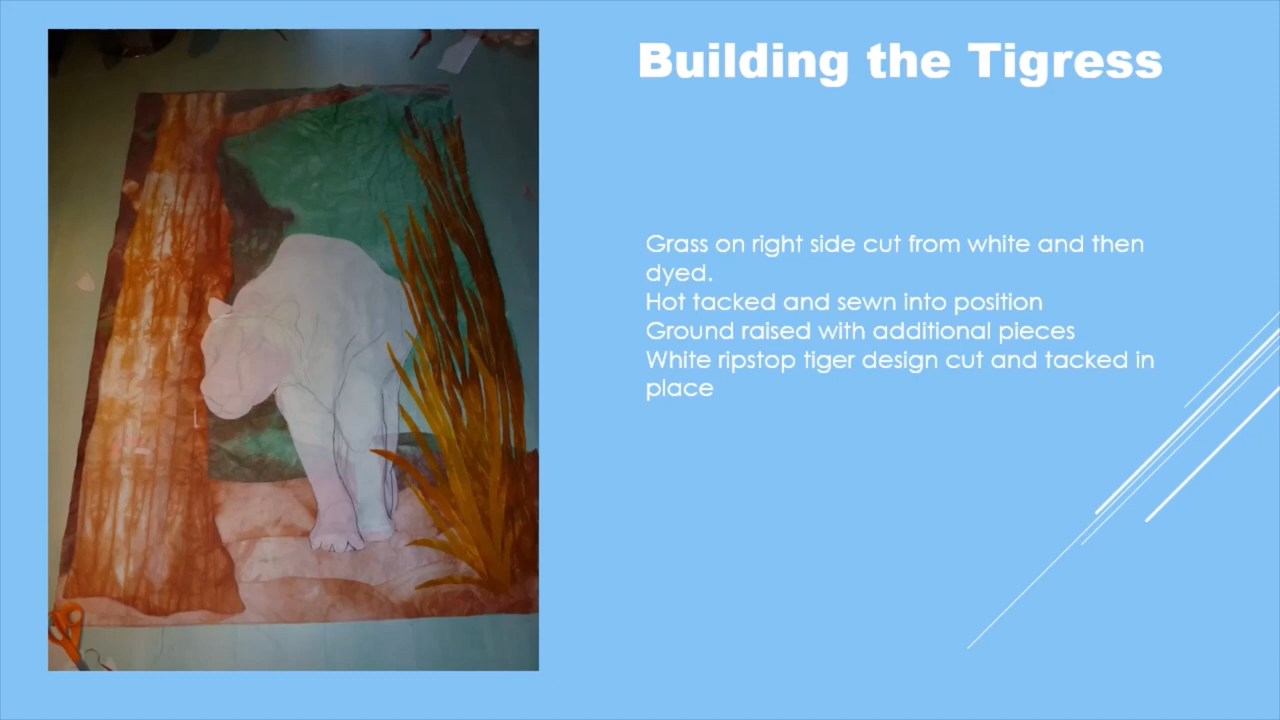 Building the Tigress
Grass on right side cut from white and then
dyed.
Hot tacked and sewn into position
Ground raised with additional pieces
White ripstop tiger design cut and tacked in
place